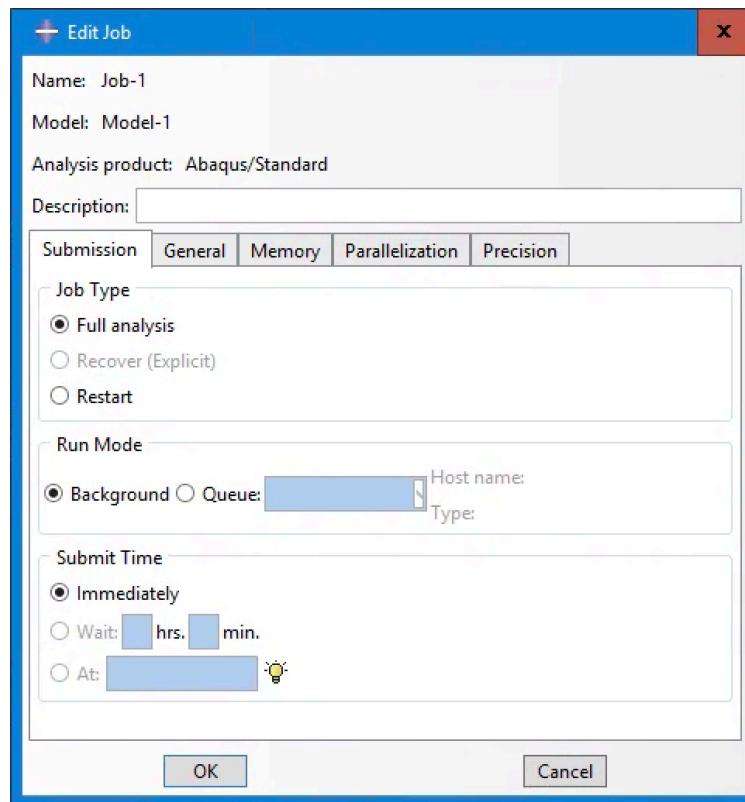 Edit Job
x
Name: Job-1
Model: Model-1
Analysis product: Abaqus/Standard
Description:
Submission General Memory Parallelization Precision
Job Type
Full analysis
Recover (Explicit)
Restart
Run Mode
Background Queue: Host name:
Type:
Submit Time
Immediately
Wait: hrs. min.
At:
OK Cancel